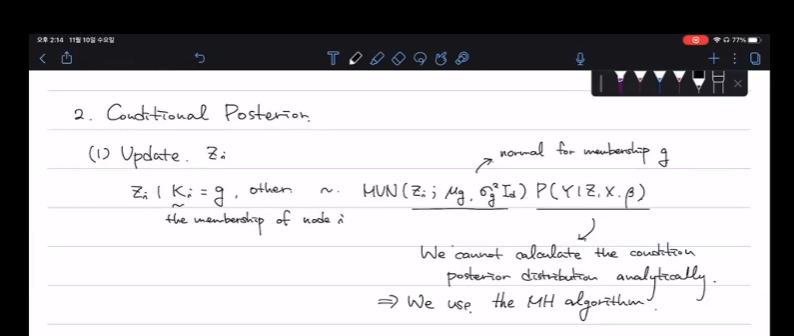 오후 2:14 11월 10일 수요일
77%
2. Conditional Posterion.
(1) Update. Zi
normal for membership g
Zi | Ki = g, others ~ MVN(Zi; μg, σg² Id) P(Y|Z, X, β)
the membership of node i
We cannot calculate the condition
posterior distribution analytically.
⇒ We use the MH algorithm.